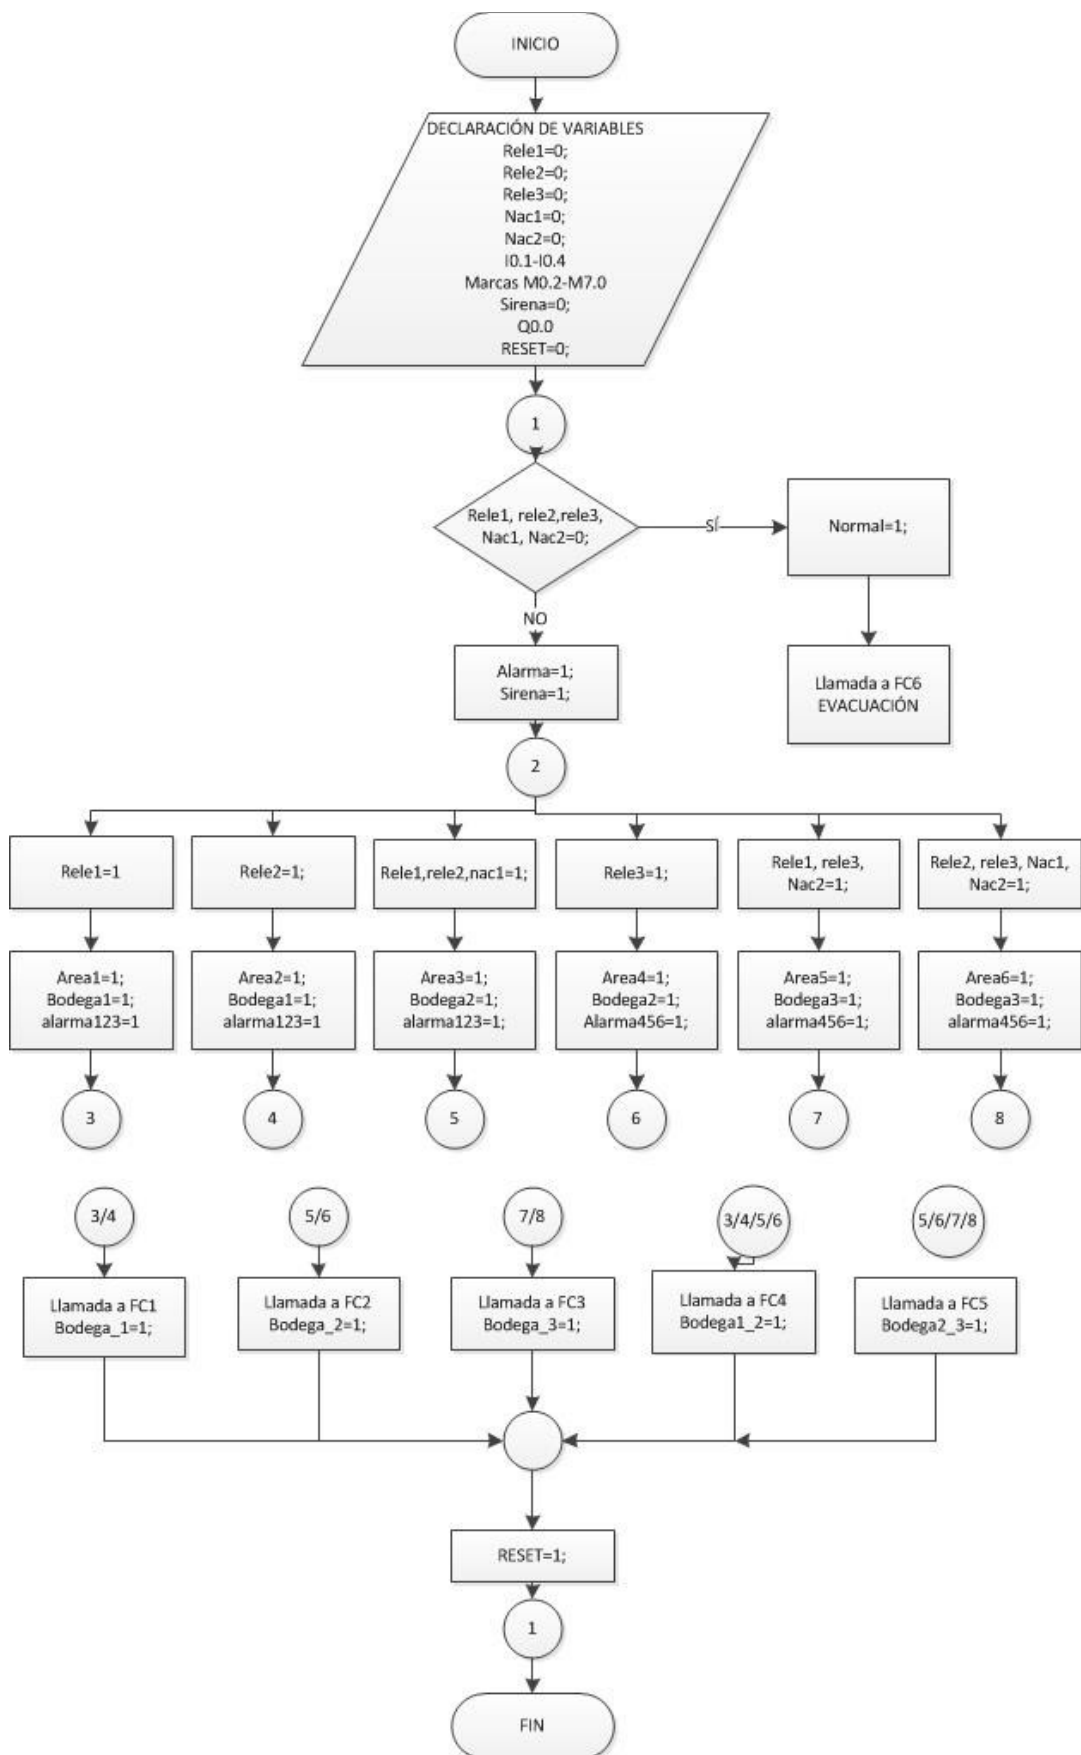 INICIO
DECLARACIÓN DE VARIABLES
Rele1=0;
Rele2=0;
Rele3=0;
Nac1=0;
Nac2=0;
I0.1-I0.4
Marcas M0.2-M7.0
Sirena=0;
Q0.0
RESET=0;
1
Rele1, rele2,rele3,
Nac1, Nac2=0;
SÍ
Normal=1;
NO
Alarma=1;
Sirena=1;
Llamada a FC6
EVACUACIÓN
2
Rele1=1
Rele2=1;
Rele1,rele2,nac1=1;
Rele3=1;
Rele1, rele3,
Nac2=1;
Rele2, rele3, Nac1,
Nac2=1;
Area1=1;
Bodega1=1;
alarma123=1
Area2=1;
Bodega1=1;
alarma123=1
Area3=1;
Bodega2=1;
alarma123=1;
Area4=1;
Bodega2=1;
Alarma456=1;
Area5=1;
Bodega3=1;
alarma456=1;
Area6=1;
Bodega3=1;
alarma456=1;
3
4
5
6
7
8
3/4
5/6
7/8
3/4/5/6
5/6/7/8
Llamada a FC1
Bodega_1=1;
Llamada a FC2
Bodega_2=1;
Llamada a FC3
Bodega_3=1;
Llamada a FC4
Bodega1_2=1;
Llamada a FC5
Bodega2_3=1;
RESET=1;
1
FIN